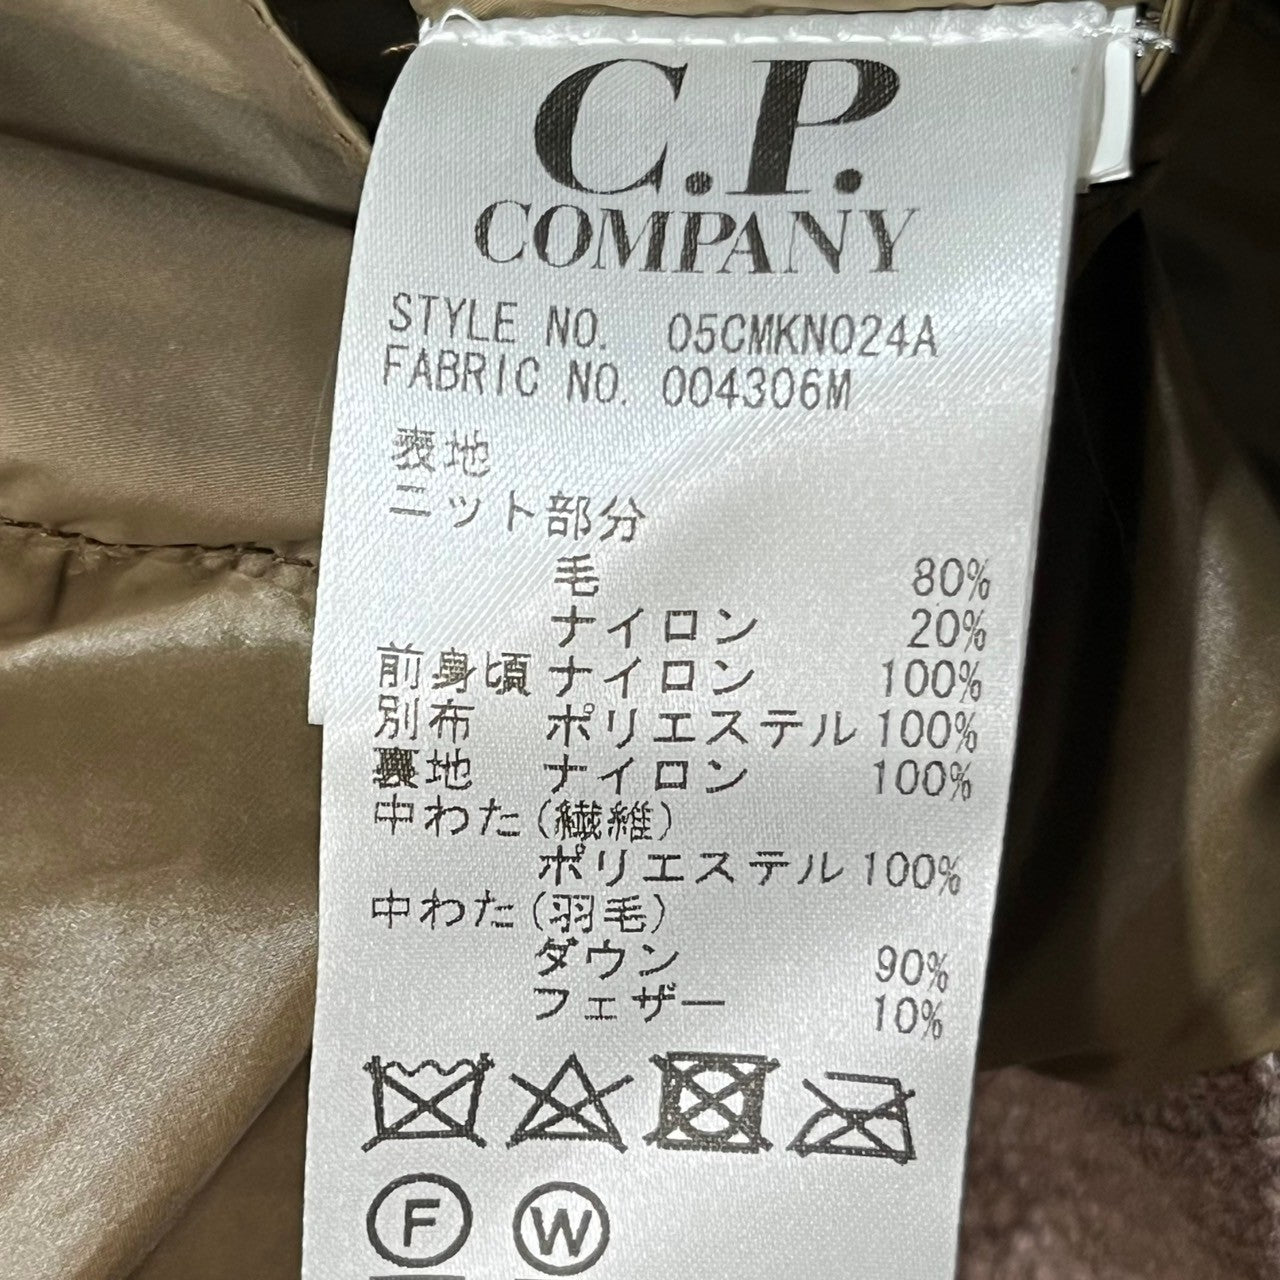 C.P.
COMPANY
STYLE NO. 05CMKN024A
FABRIC NO. 004306M
表地
ニット部分
毛 80%
ナイロン 20%
前身頃 ナイロン 100%
別布 ポリエステル 100%
裏地 ナイロン 100%
中わた(繊維)
ポリエステル 100%
中わた(羽毛)
ダウン 90%
フェザー 10%
F W